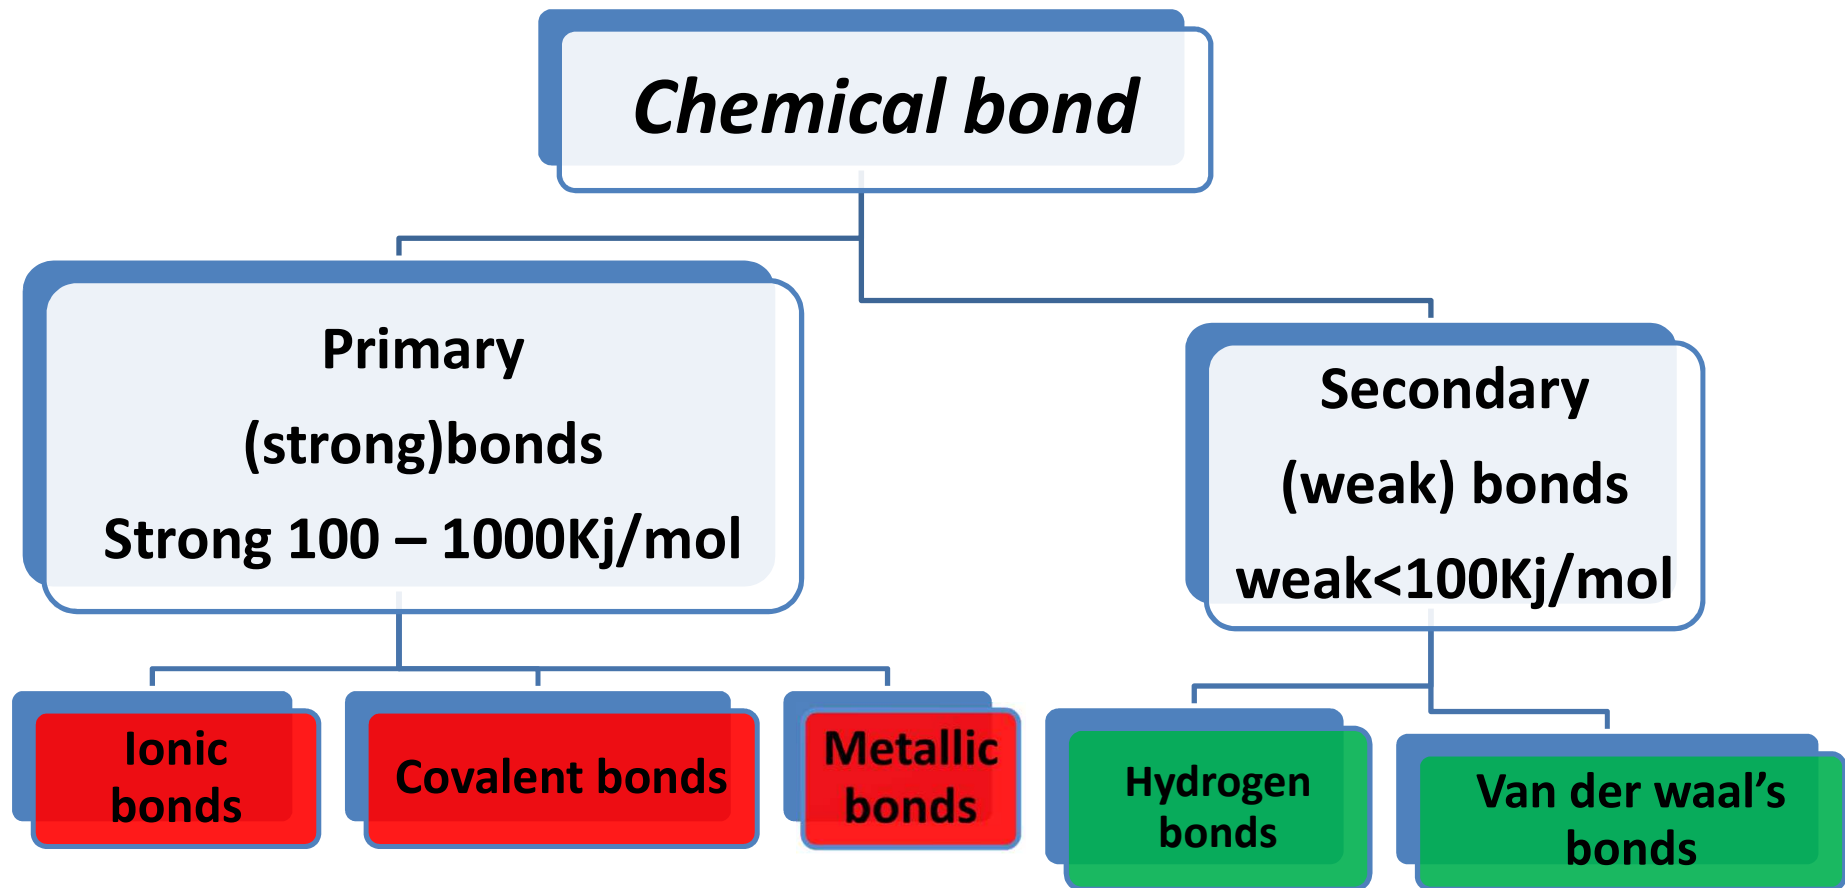 Chemical bond
Primary
(strong)bonds
Strong 100 – 1000Kj/mol
Secondary
(weak) bonds
weak<100Kj/mol
Ionic
bonds
Covalent bonds
Metallic
bonds
Hydrogen
bonds
Van der waal’s
bonds